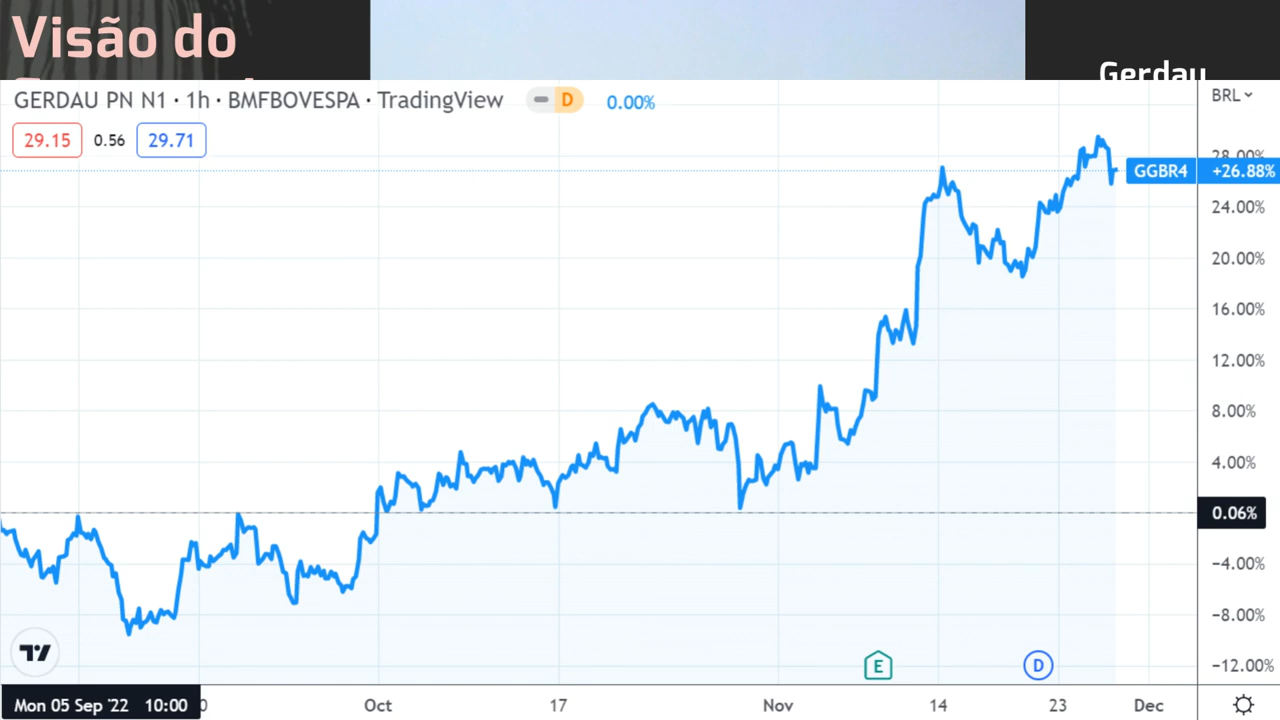 Visão do
Gerdau
GERDAU PN N1 · 1h · BMFBOVESPA · TradingView
D
0.00%
BRL
29.15
0.56
29.71
28.00%
GGBR4
+26.88%
24.00%
20.00%
16.00%
12.00%
8.00%
4.00%
0.06%
−4.00%
−8.00%
−12.00%
E
D
Mon 05 Sep '22 10:00
Oct
17
Nov
14
23
Dec